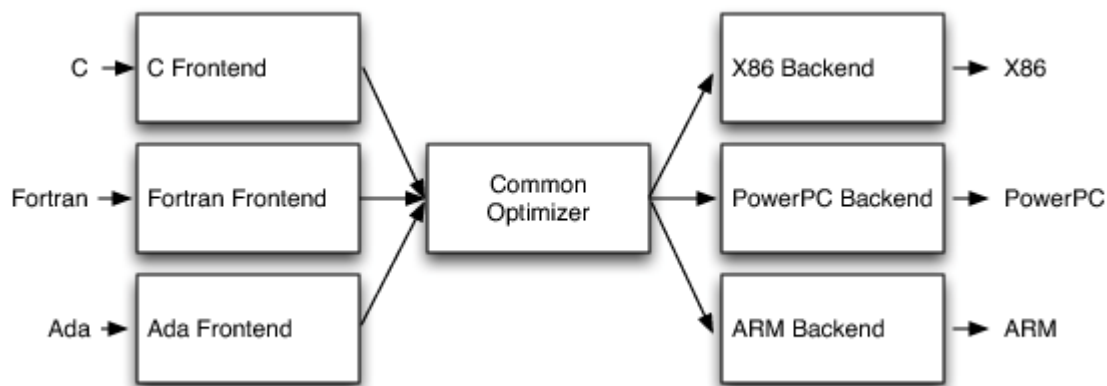 C
C Frontend
X86 Backend
X86
Fortran
Fortran Frontend
Common
Optimizer
PowerPC Backend
PowerPC
Ada
Ada Frontend
ARM Backend
ARM